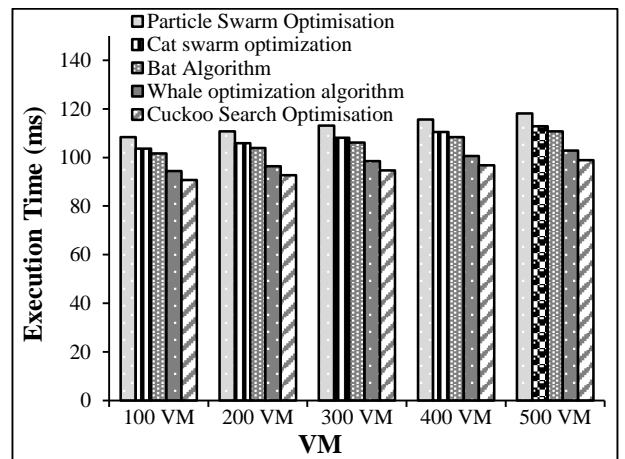 Particle Swarm Optimisation
Cat swarm optimization
Bat Algorithm
Whale optimization algorithm
Cuckoo Search Optimisation
Execution Time (ms)
140
120
100
80
60
40
20
0
100 VM 200 VM 300 VM 400 VM 500 VM
VM